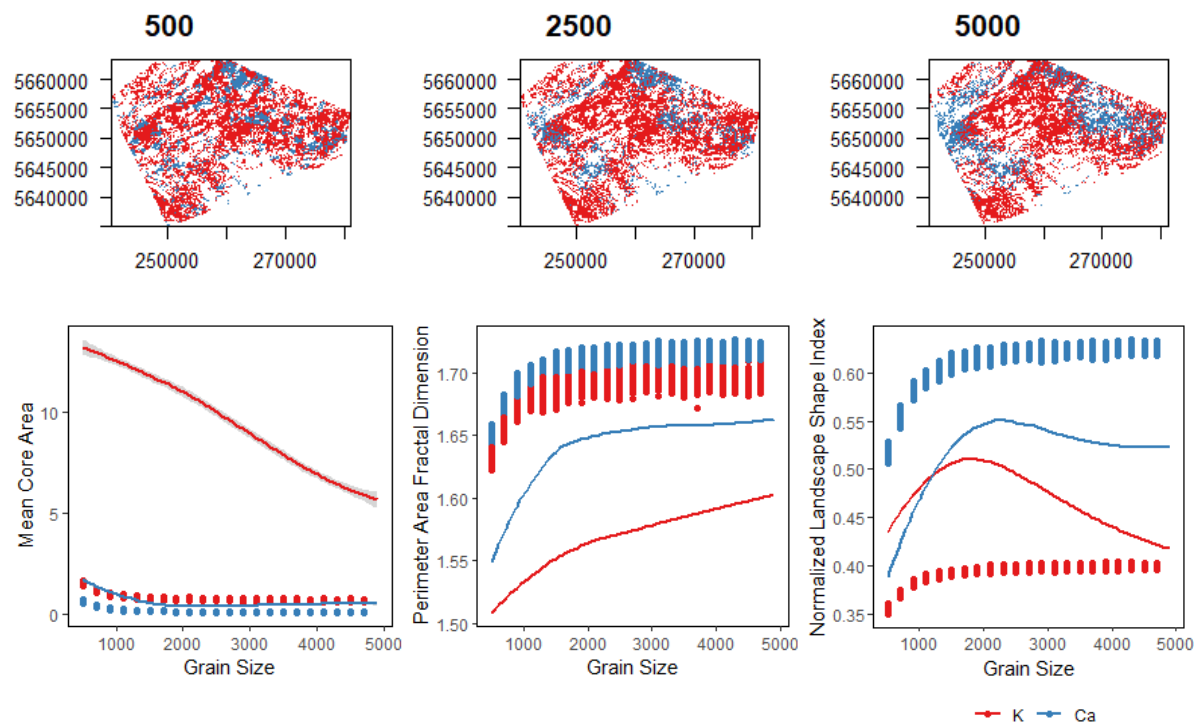 500 2500 5000
5660000 5660000 5660000
5655000 5655000 5655000
5650000 5650000 5650000
5645000 5645000 5645000
5640000 5640000 5640000
250000 270000 250000 270000 250000 270000
Mean Core Area
10
5
0
1000 2000 3000 4000 5000
Grain Size
Perimeter Area Fractal Dimension
1.70
1.65
1.60
1.55
1.50
1000 2000 3000 4000 5000
Grain Size
Normalized Landscape Shape Index
0.60
0.55
0.50
0.45
0.40
0.35
1000 2000 3000 4000 5000
Grain Size
K Ca